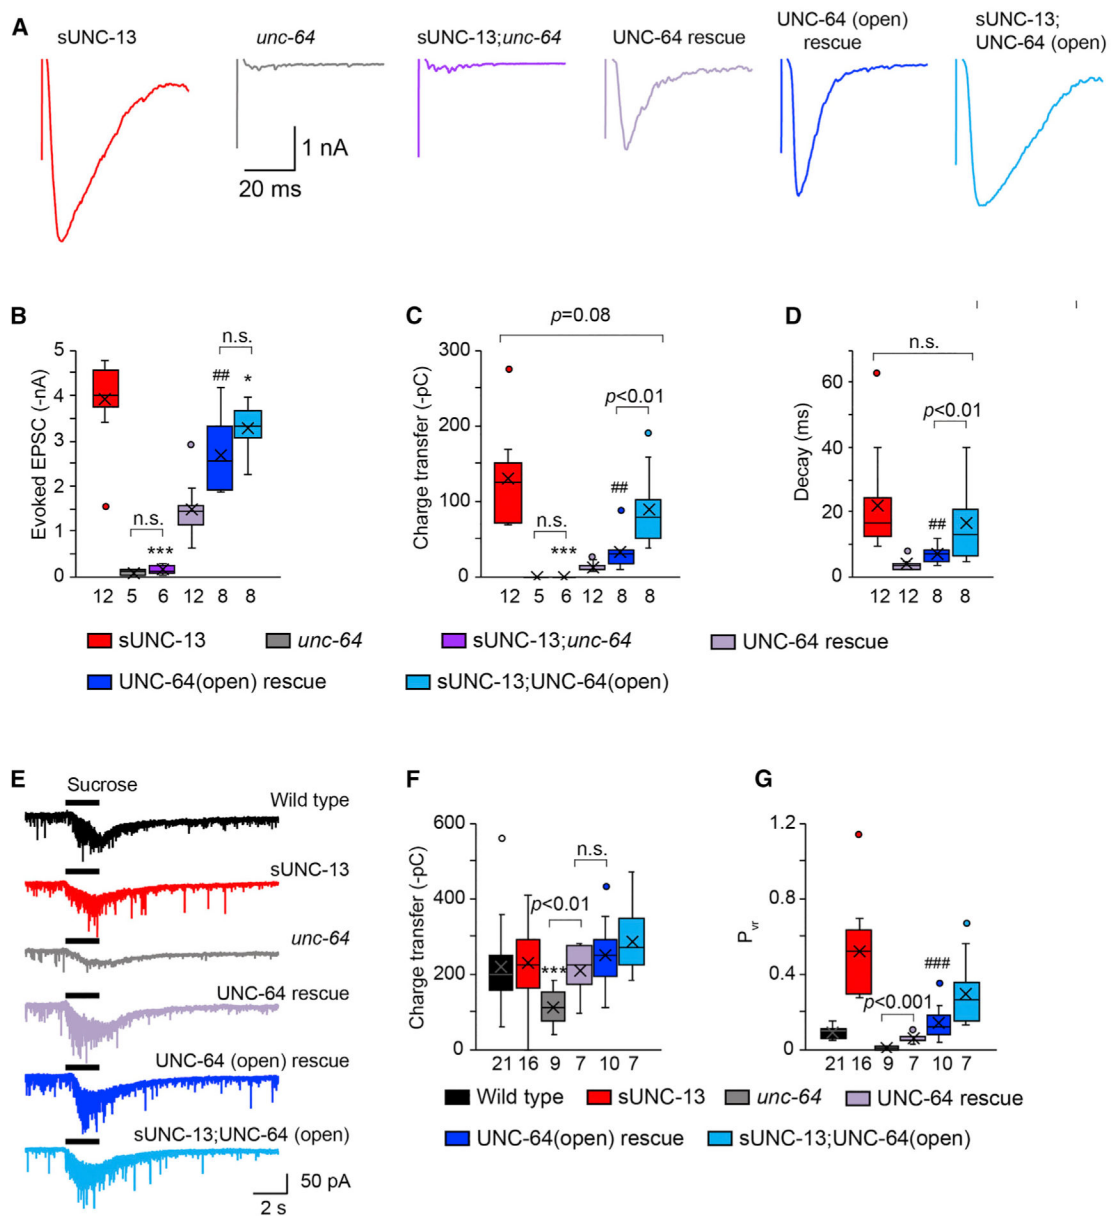 A
sUNC-13
unc-64
sUNC-13;unc-64
UNC-64 rescue
UNC-64 (open)
rescue
sUNC-13;
UNC-64 (open)
1 nA
20 ms
B
Evoked EPSC (-nA)
5
4
3
2
1
0
n.s.
***
##
n.s.
*
12 5 6 12 8 8
C
Charge transfer (-pC)
p=0.08
300
200
100
0
n.s.
***
##
p<0.01
12 5 6 12 8 8
D
Decay (ms)
n.s.
60
40
20
0
##
p<0.01
12 12 8 8
sUNC-13
unc-64
sUNC-13;unc-64
UNC-64 rescue
UNC-64(open) rescue
sUNC-13;UNC-64(open)
E
Sucrose
Wild type
sUNC-13
unc-64
UNC-64 rescue
UNC-64 (open) rescue
sUNC-13;UNC-64 (open)
50 pA
2 s
F
Charge transfer (-pC)
600
400
200
0
n.s.
p<0.01
***
21 16 9 7 10 7
G
Pvr
1.2
0.8
0.4
0
###
p<0.001
21 16 9 7 10 7
Wild type
sUNC-13
unc-64
UNC-64 rescue
UNC-64(open) rescue
sUNC-13;UNC-64(open)